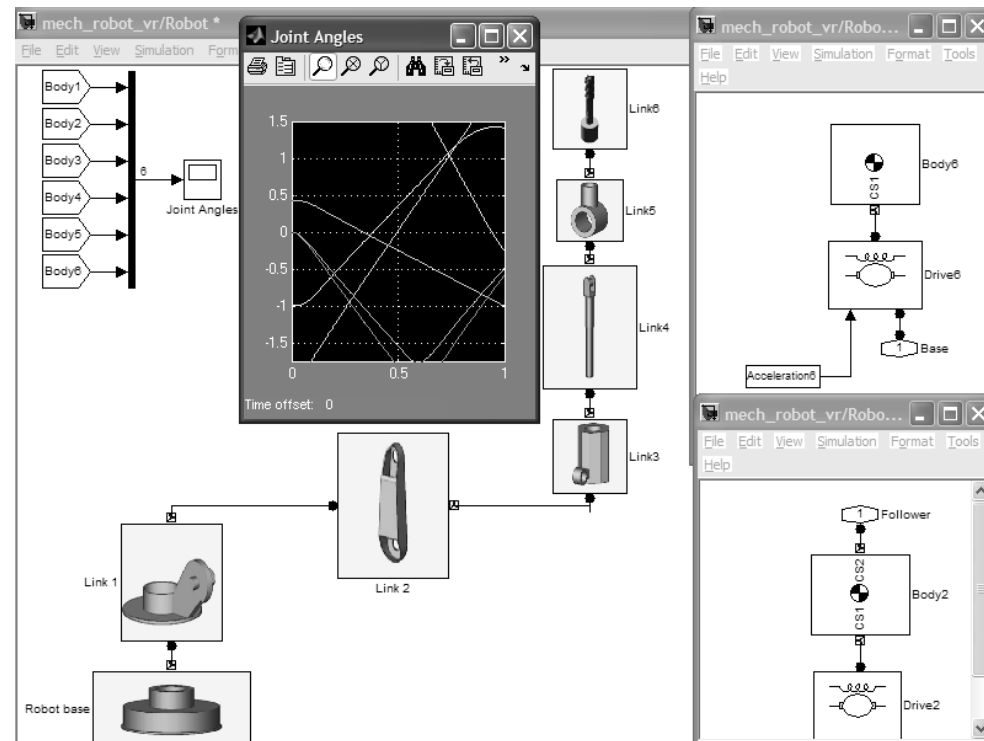 mech_robot_vr/Robot *
File Edit View Simulation Form
Body1
Body2
Body3
Body4
Body5
Body6
6
Joint Angles
Joint Angles
»
1.5
1
0.5
0
-0.5
-1
-1.5
0 0.5 1
Time offset: 0
Link6
Link5
Link4
Link3
Link 2
Link 1
Robot base
mech_robot_vr/Robo...
File Edit View Simulation Format Tools
Help
Body6
CS1
Drive6
1 Base
Acceleration6
mech_robot_vr/Robo...
File Edit View Simulation Format Tools
Help
1 Follower
CS2
Body2
CS1
Drive2